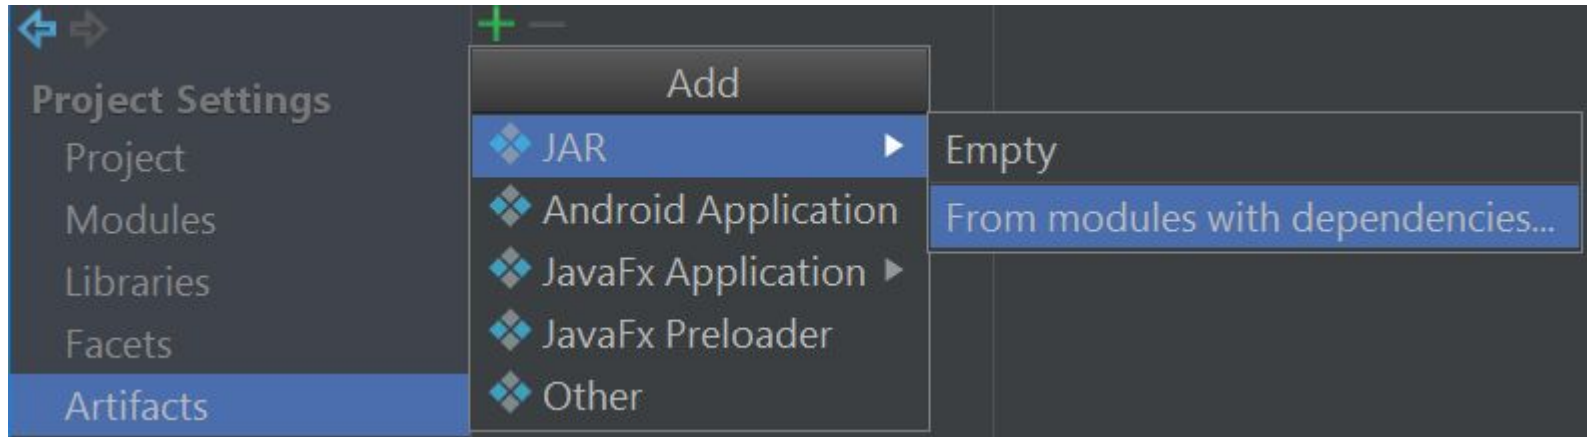 Project Settings
Project
Modules
Libraries
Facets
Artifacts
Add
JAR
Android Application
JavaFx Application
JavaFx Preloader
Other
Empty
From modules with dependencies...